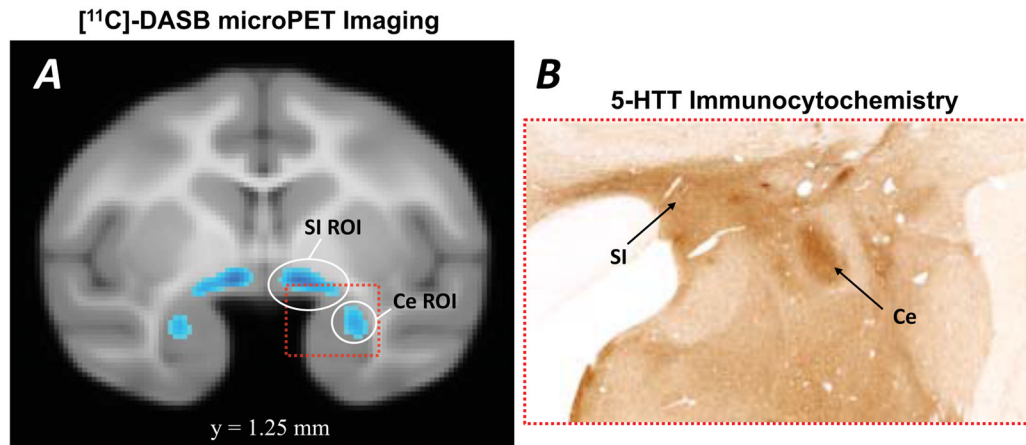 [¹¹C]-DASB microPET Imaging
A
SI ROI
Ce ROI
y = 1.25 mm
B
5-HTT Immunocytochemistry
SI
Ce